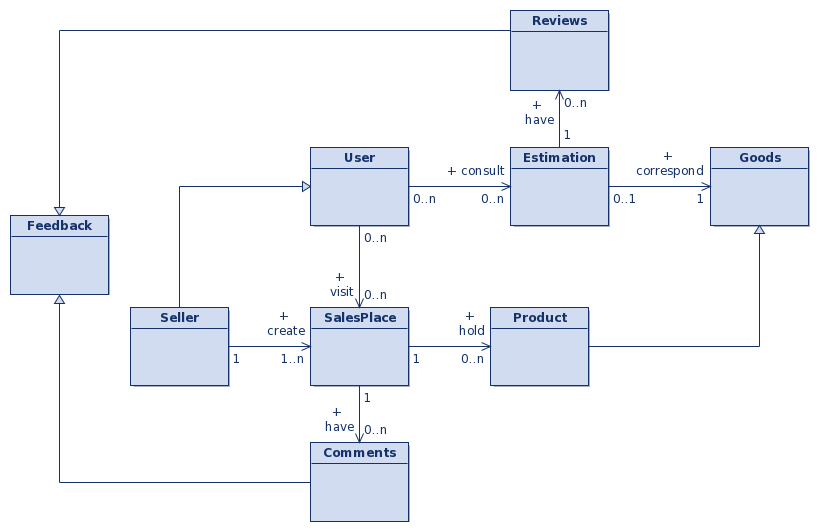 Reviews
+
have
0..n
1
User
+ consult
0..n
0..n
Estimation
+
correspond
0..1
1
Goods
Feedback
0..n
+
visit
0..n
Seller
+
create
1
1..n
SalesPlace
+
hold
1
0..n
Product
1
+
have
0..n
Comments